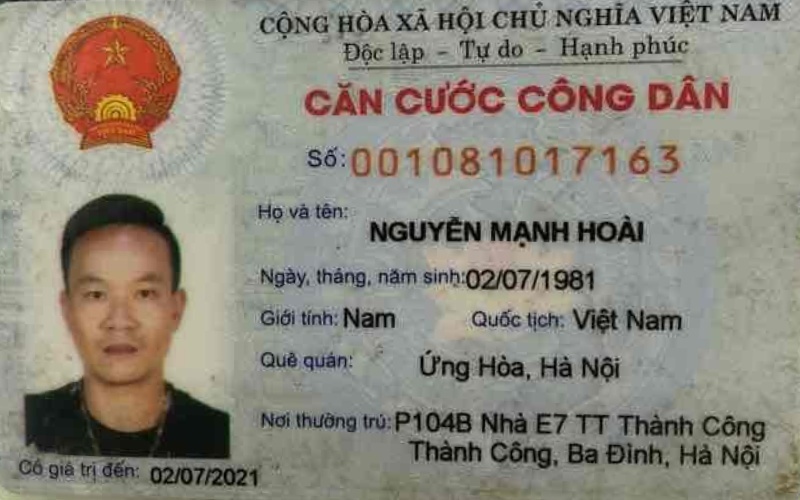 CỘNG HÒA XÃ HỘI CHỦ NGHĨA VIỆT NAM
Độc lập - Tự do - Hạnh phúc
CĂN CƯỚC CÔNG DÂN
Số: 001081017163
Họ và tên: NGUYỄN MẠNH HOÀI
Ngày, tháng, năm sinh: 02/07/1981
Giới tính: Nam Quốc tịch: Việt Nam
Quê quán: Ứng Hòa, Hà Nội
Nơi thường trú: P104B Nhà E7 TT Thành Công
Thành Công, Ba Đình, Hà Nội
Có giá trị đến: 02/07/2021